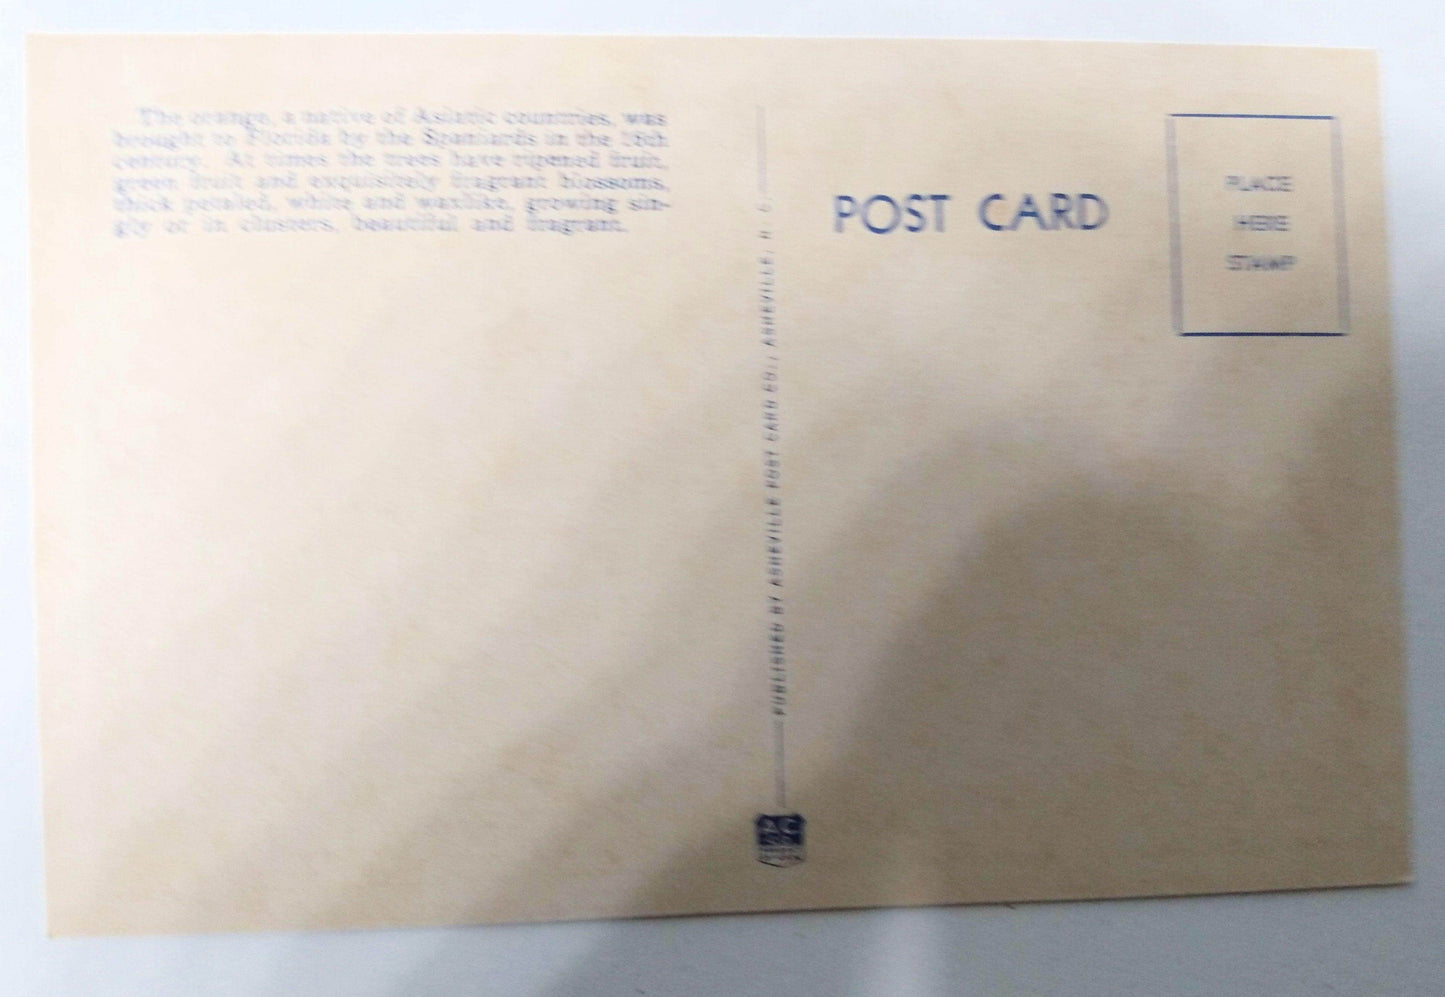 The orange, a native of Asiatic countries, was
brought to Florida by the Spaniards in the 16th
century. At times the trees have ripened fruit,
green fruit and exquisitely fragrant blossoms,
thick petaled, white and waxlike, growing sin-
gly or in clusters, beautiful and fragrant.
PUBLISHED BY ASHEVILLE POST CARD CO., ASHEVILLE, N. C.
POST CARD
PLACE
HERE
STAMP